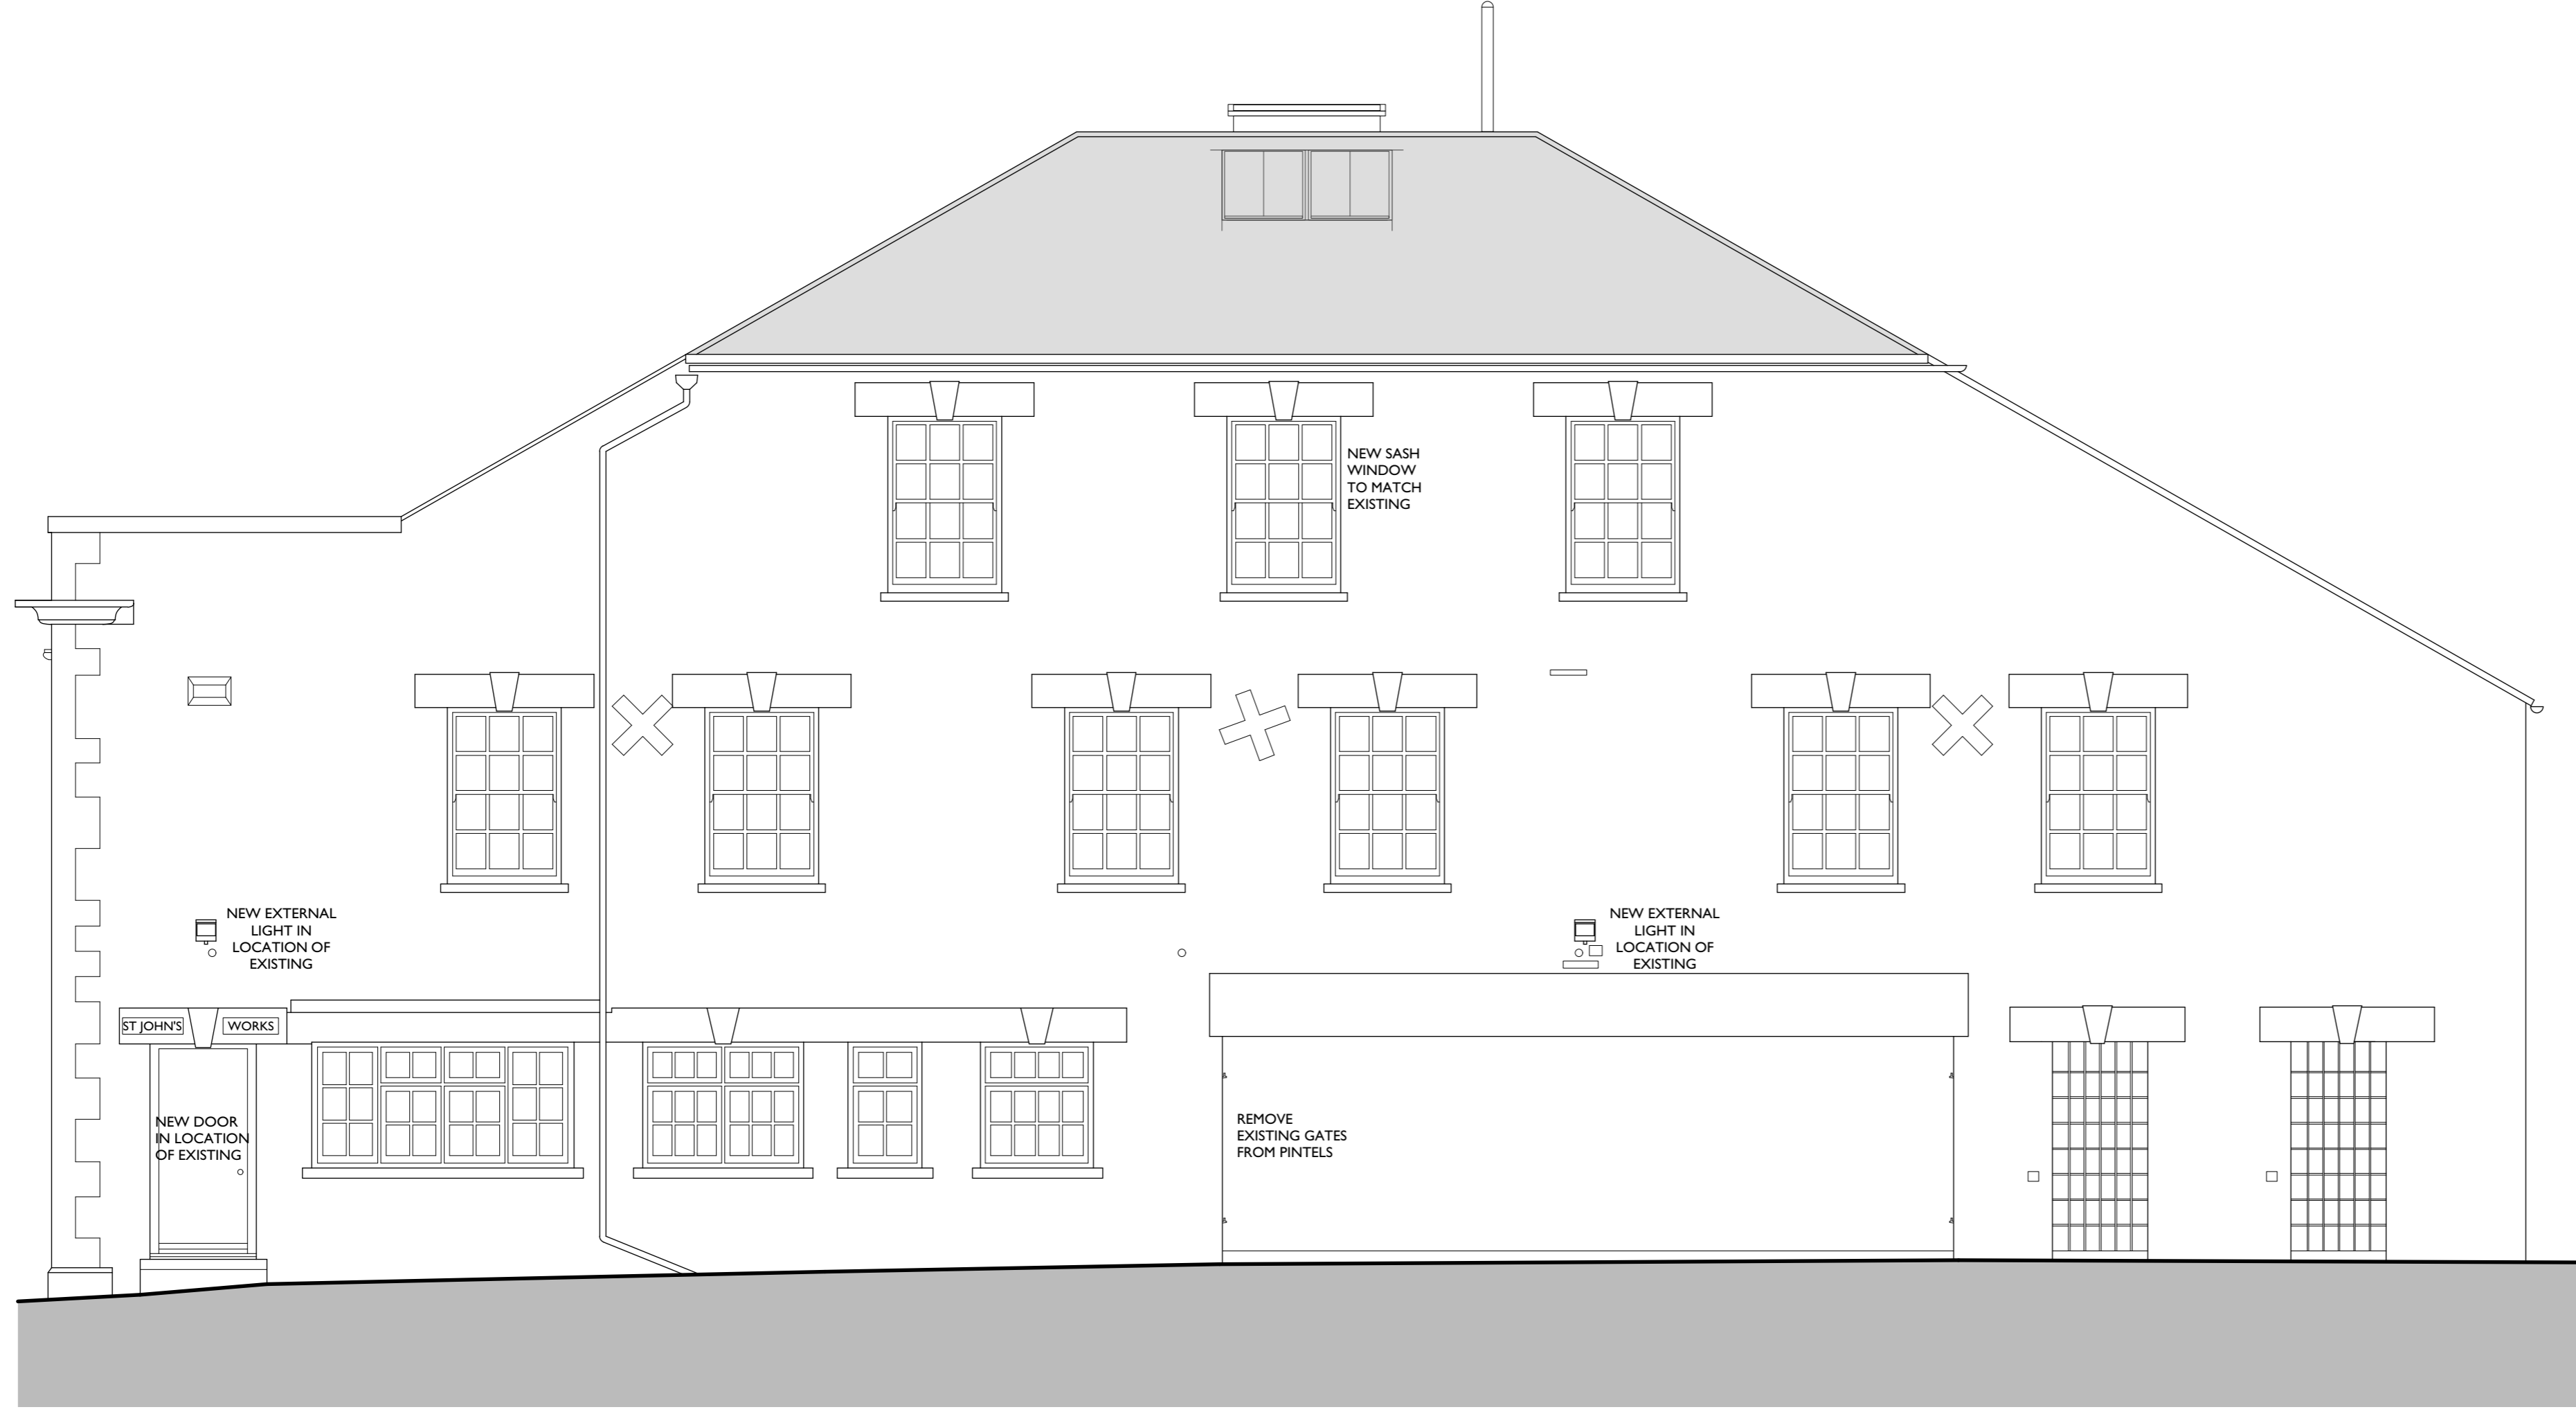 NEW SASH
WINDOW
TO MATCH
EXISTING
NEW EXTERNAL
LIGHT IN
LOCATION OF
EXISTING
NEW EXTERNAL
LIGHT IN
LOCATION OF
EXISTING
ST JOHN'S
WORKS
NEW DOOR
IN LOCATION
OF EXISTING
REMOVE
EXISTING GATES
FROM PINTELS